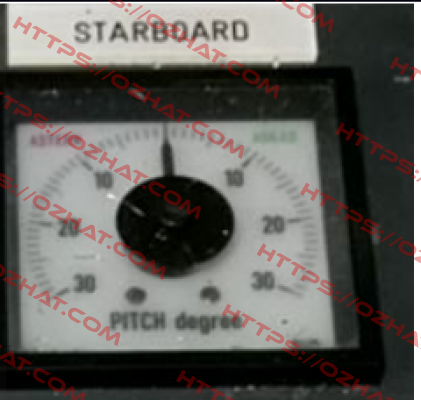 STARBOARD
ASTERN AHEAD
10 10
20 20
30 30
PITCH degree
HTTPS://OZHAT.COM